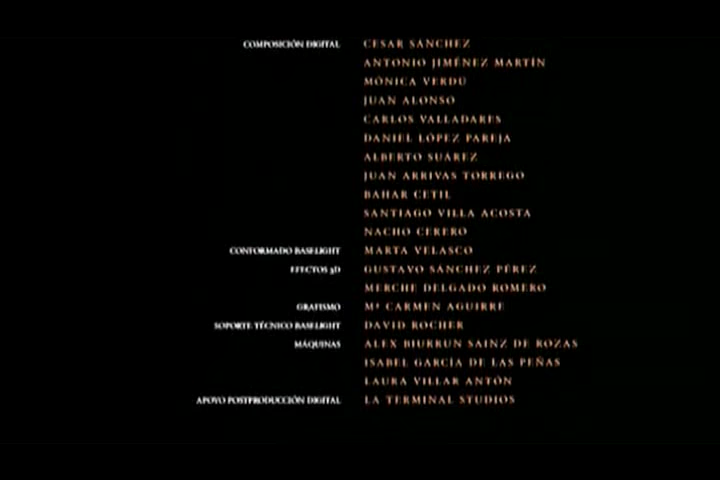 COMPOSICIÓN DIGITAL CESAR SÁNCHEZ
ANTONIO JIMÉNEZ MARTÍN
MÓNICA VERDÚ
JUAN ALONSO
CARLOS VALLADARES
DANIEL LÓPEZ PAREJA
ALBERTO SUÁREZ
JUAN ARRIVAS TORREGO
BAHAR CETIL
SANTIAGO VILLA ACOSTA
NACHO CERERO
CONFORMADO BASELIGHT MARTA VELASCO
EFECTOS 3D GUSTAVO SÁNCHEZ PÉREZ
MERCHE DELGADO ROMERO
GRAFISMO Mª CARMEN AGUIRRE
SOPORTE TÉCNICO BASELIGHT DAVID ROCHER
MÁQUINAS ALEX BIURRUN SAINZ DE ROZAS
ISABEL GARCÍA DE LAS PEÑAS
LAURA VILLAR ANTÓN
APOYO POSTPRODUCCIÓN DIGITAL LA TERMINAL STUDIOS